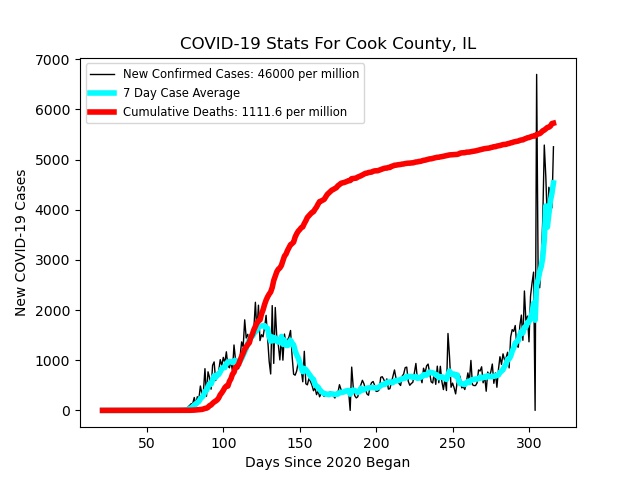 COVID-19 Stats For Cook County, IL
New Confirmed Cases: 46000 per million
7 Day Case Average
Cumulative Deaths: 1111.6 per million
New COVID-19 Cases
7000
6000
5000
4000
3000
2000
1000
0
50 100 150 200 250 300
Days Since 2020 Began